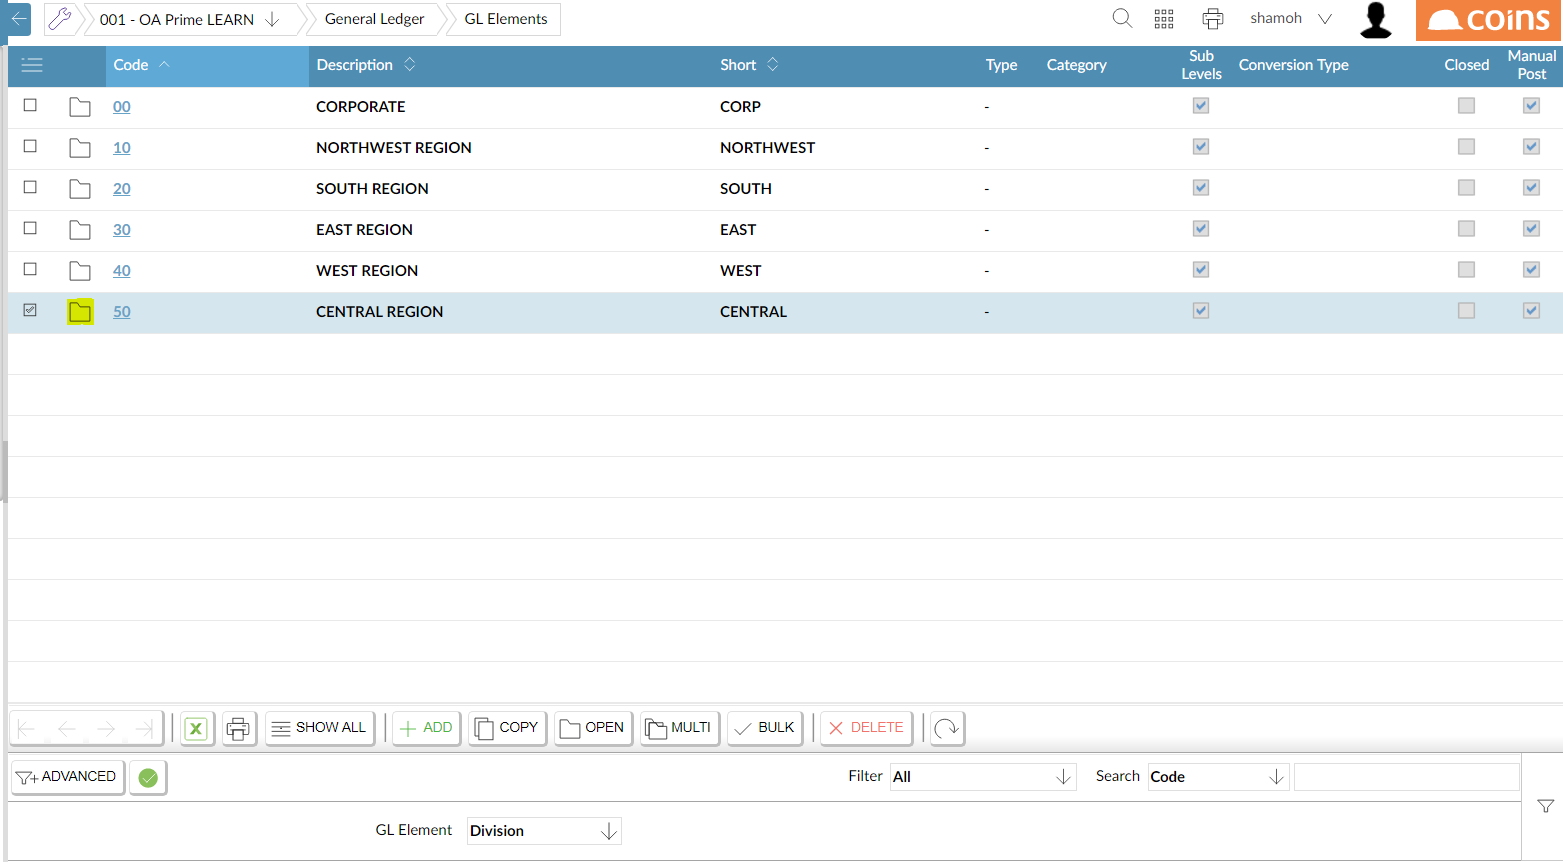 001 - OA Prime LEARN General Ledger GL Elements shamoh coins
Code Description Short Type Category Sub Levels Conversion Type Closed Manual Post
00 CORPORATE CORP -
10 NORTHWEST REGION NORTHWEST -
20 SOUTH REGION SOUTH -
30 EAST REGION EAST -
40 WEST REGION WEST -
50 CENTRAL REGION CENTRAL -
SHOW ALL ADD COPY OPEN MULTI BULK DELETE
ADVANCED Filter All Search Code
GL Element Division